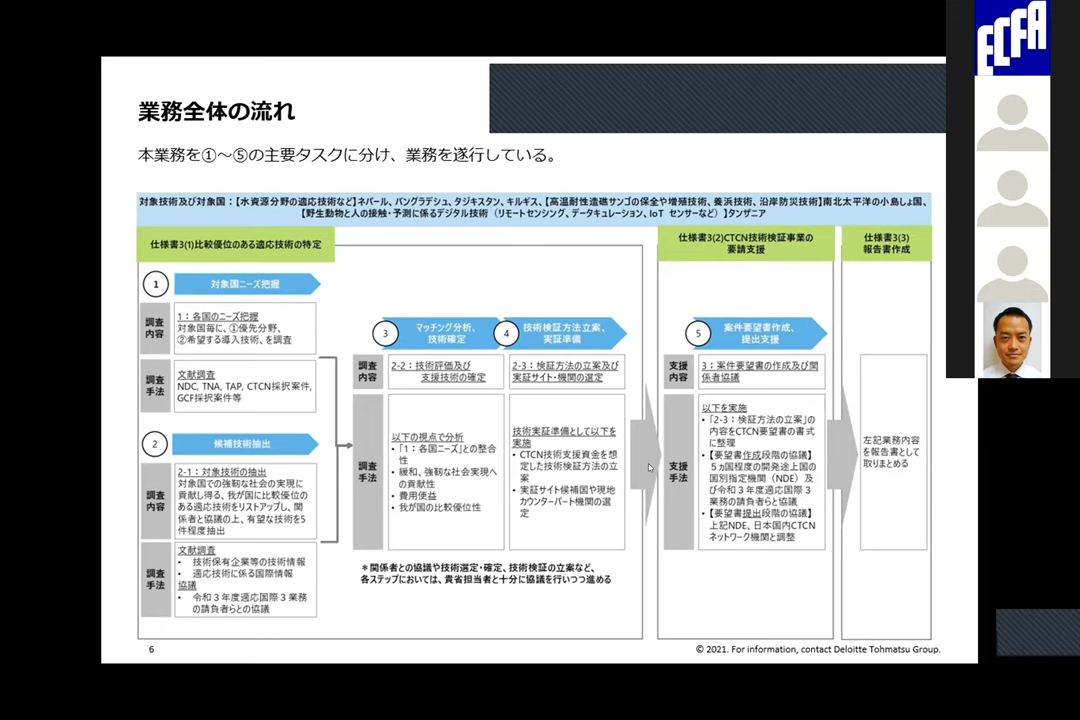 ECFA
業務全体の流れ
本業務を①～⑤の主要タスクに分け、業務を遂行している。
対象技術及び対象国：【水資源分野の適応技術など】ネパール、バングラデシュ、タジキスタン、キルギス、【高温耐性造礁サンゴの保全や増殖技術、養浜技術、沿岸防災技術】南北太平洋の小島しょ国、
【野生動物と人の接触・予測に係るデジタル技術（リモートセンシング、データキュレーション、IoT センサーなど）】タンザニア
仕様書3(1)比較優位のある適応技術の特定
1
対象国ニーズ把握
調査
内容
1：各国のニーズ把握
対象国毎に、①優先分野、
②希望する導入技術、を調査
調査
手法
文献調査
NDC, TNA, TAP, CTCN採択案件,
GCF採択案件等
2
候補技術抽出
調査
内容
2-1：対象技術の抽出
対象国での強靭な社会の実現に
貢献し得る、我が国に比較優位の
ある適応技術をリストアップし、関
係者と協議の上、有望な技術を5
件程度抽出
調査
手法
文献調査
• 技術保有企業等の技術情報
• 適応技術に係る国際情報
協議
• 令和３年度適応国際３業務
の請負者らとの協議
3
マッチング分析、
技術確定
調査
内容
2-2：技術評価及び
支援技術の確定
調査
手法
以下の視点で分析
• 「1：各国ニーズ」との整合
性
• 緩和、強靭な社会実現へ
の貢献性
• 費用便益
• 我が国の比較優位性
4
技術検証方法立案、
実証準備
2-3：検証方法の立案及び
実証サイト・機関の選定
技術実証準備として以下を
実施
• CTCN技術支援資金を想
定した技術検証方法の立
案
• 実証サイト候補国や現地
カウンターパート機関の選
定
＊関係者との協議や技術選定・確定、技術検証の立案など、
各ステップにおいては、貴省担当者と十分に協議を行いつつ進める
仕様書3(2)CTCN技術検証事業の
要請支援
5
案件要望書作成、
提出支援
支援
内容
3：案件要望書の作成及び関
係者協議
支援
手法
以下を実施
• 「2-3：検証方法の立案」の
内容をCTCN要望書の書式
に整理
• 【要望書作成段階の協議】
５ヵ国程度の開発途上国の
国別指定機関（NDE）及
び令和３年度適応国際３
業務の請負者らと協議
• 【要望書提出段階の協議】
上記NDE、日本国内CTCN
ネットワーク機関と調整
仕様書3(3)
報告書作成
左記業務内容
を報告書として
取りまとめる
6
© 2021. For information, contact Deloitte Tohmatsu Group.